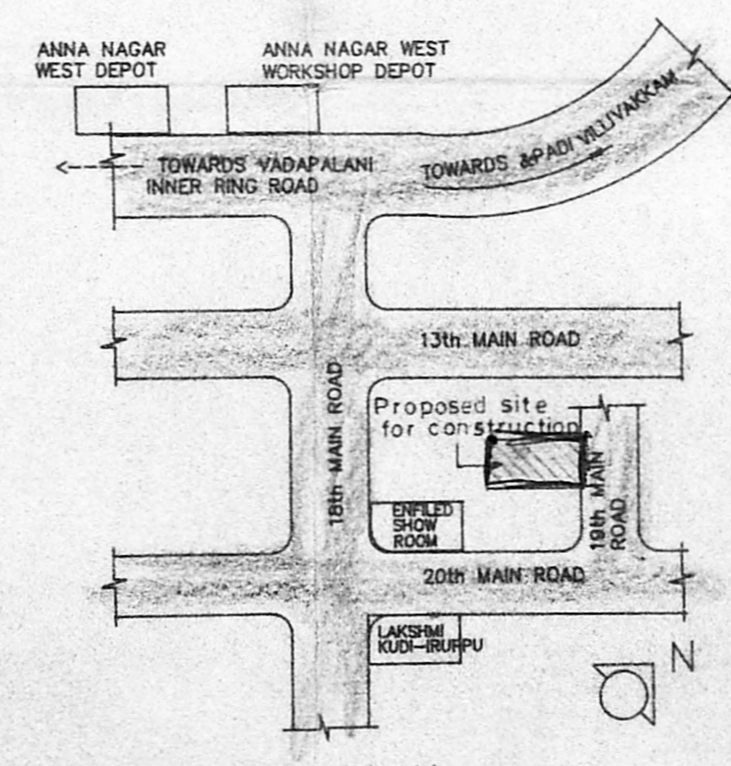 ANNA NAGAR
WEST DEPOT
ANNA NAGAR WEST
WORKSHOP DEPOT
TOWARDS VADAPALANI
INNER RING ROAD
TOWARDS &PADI VILLIVAKKAM
13th MAIN ROAD
18th MAIN ROAD
Proposed site
for construction
19th MAIN
ROAD
ENFILED
SHOW
ROOM
20th MAIN ROAD
LAKSHMI
KUDI-IRUPPU
N